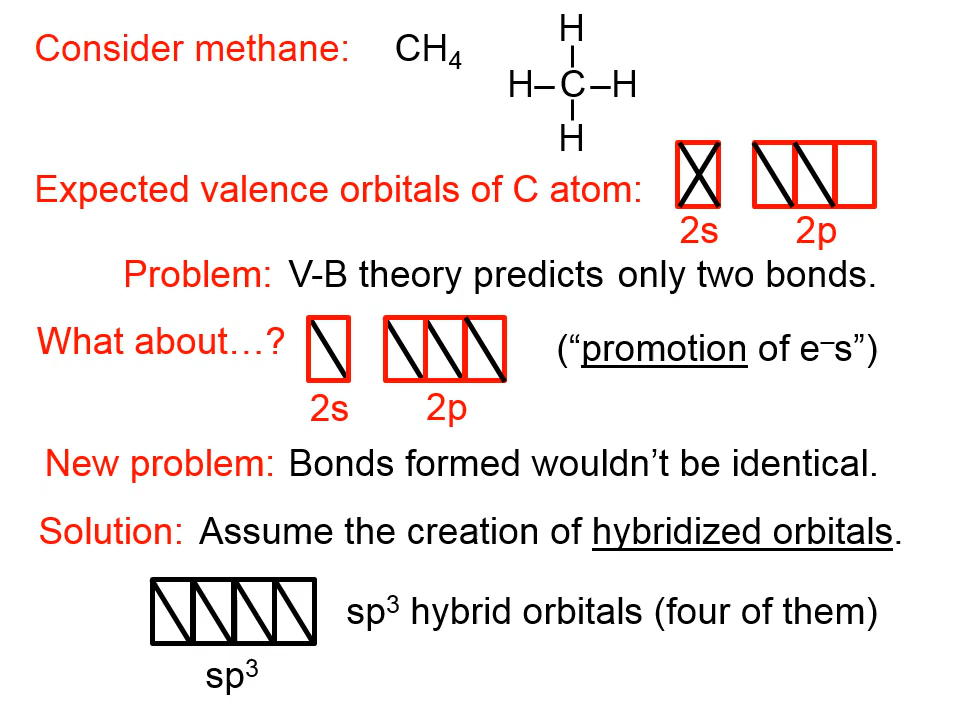 Consider methane: CH₄
H
H–C–H
H
Expected valence orbitals of C atom:
2s 2p
Problem: V-B theory predicts only two bonds.
What about…? (“promotion of e⁻s”)
2s 2p
New problem: Bonds formed wouldn’t be identical.
Solution: Assume the creation of hybridized orbitals.
sp³ hybrid orbitals (four of them)
sp³